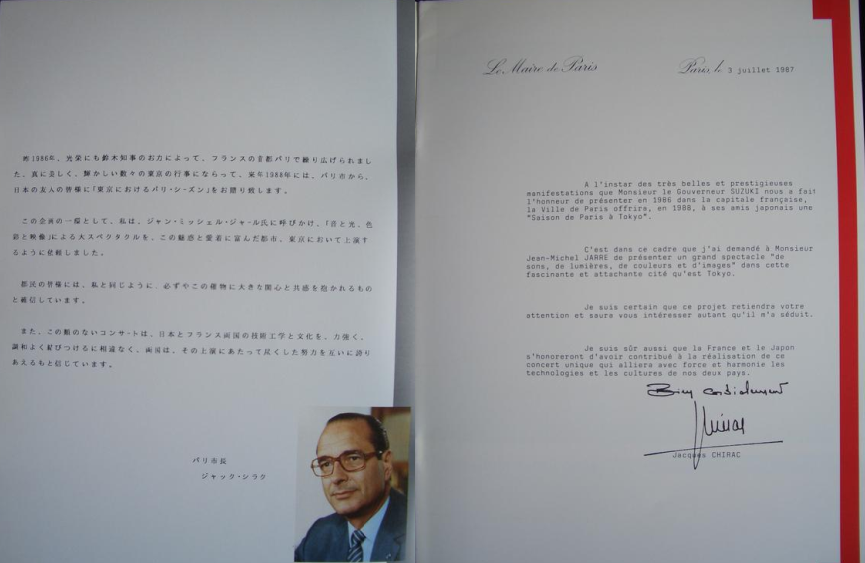 昨1986年、光栄にも鈴木知事のお力によって、フランスの首都パリで繰り広げられまし
た、真に美しく、輝かしい数々の東京の行事にならって、来年1988年には、パリ市から、
日本の友人の皆様に「東京におけるパリ・シーズン」をお贈り致します。
この企画の一環として、私は、ジャン・ミッシェル・ジャール氏に呼びかけ、「音と光、色
彩と映像」による大スペクタクルを、この魅惑と愛着に富んだ都市、東京において上演す
るように依頼しました。
都民の皆様には、私と同じように、必ずやこの催物に大きな関心と共感を抱かれるもの
と確信しています。
また、この類のないコンサートは、日本とフランス両国の技術工学と文化を、力強く、
調和よく結びつけるに相違なく、両国は、その上演にあたって尽くした努力を互いに誇り
あえるもと信じています。
パリ市長
ジャック・シラク
Le Maire de Paris
Paris, le 3 juillet 1987
A l'instar des très belles et prestigieuses
manifestations que Monsieur le Gouverneur SUZUKI nous a fait
l'honneur de présenter en 1986 dans la capitale française,
la Ville de Paris offrira, en 1988, à ses amis japonais une
"Saison de Paris à Tokyo".
C'est dans ce cadre que j'ai demandé à Monsieur
Jean-Michel JARRE de présenter un grand spectacle "de
sons, de lumières, de couleurs et d'images" dans cette
fascinante et attachante cité qu'est Tokyo.
Je suis certain que ce projet retiendra votre
attention et saura vous intéresser autant qu'il m'a séduit.
Je suis sûr aussi que la France et le Japon
s'honoreront d'avoir contribué à la réalisation de ce
concert unique qui alliera avec force et harmonie les
technologies et les cultures de nos deux pays.
Bien cordialement
Jacques CHIRAC